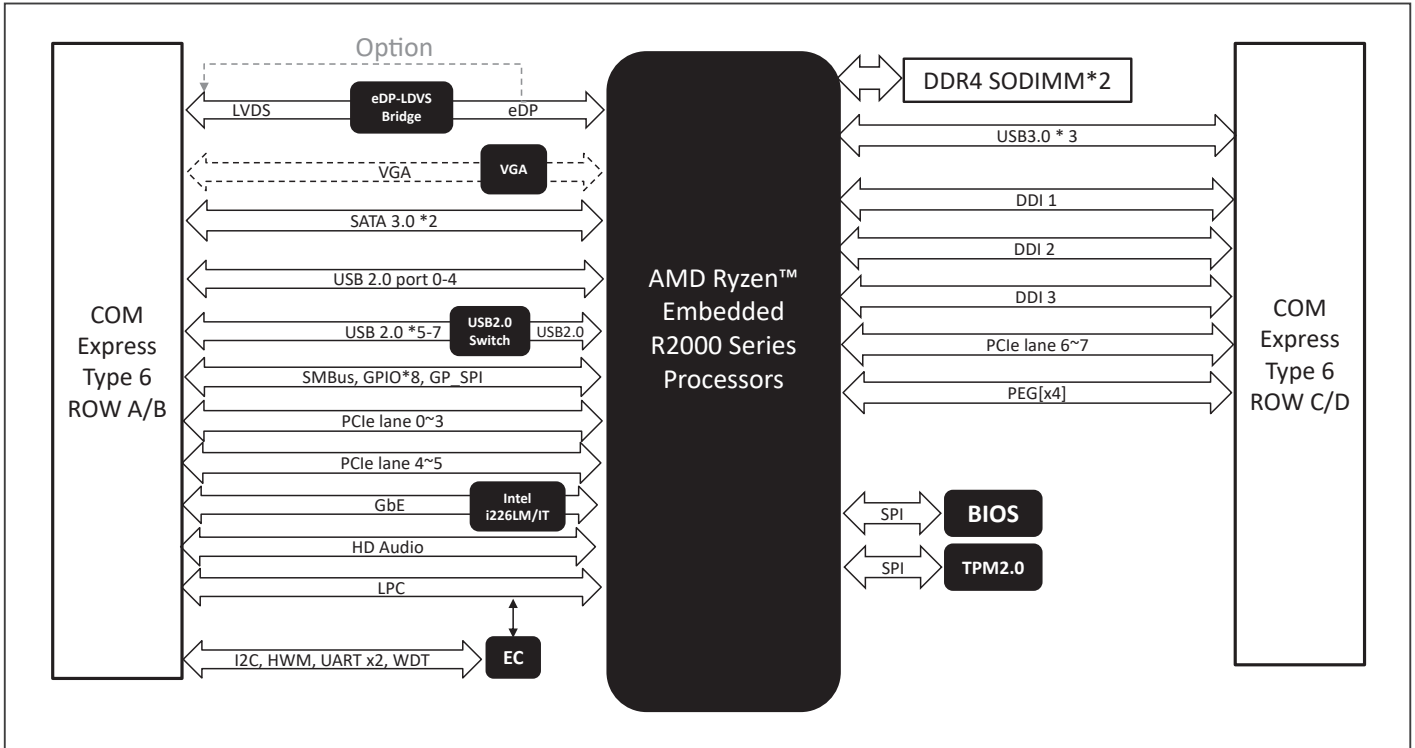 Option
LVDS
eDP-LDVS
Bridge
eDP
VGA
VGA
SATA 3.0 *2
USB 2.0 port 0-4
USB 2.0 *5-7
USB2.0
Switch
USB2.0
SMBus, GPIO*8, GP_SPI
PCIe lane 0~3
PCIe lane 4~5
GbE
Intel
i226LM/IT
HD Audio
LPC
I2C, HWM, UART x2, WDT
EC
COM
Express
Type 6
ROW A/B
AMD Ryzen™
Embedded
R2000 Series
Processors
DDR4 SODIMM*2
USB3.0 * 3
DDI 1
DDI 2
DDI 3
PCIe lane 6~7
PEG[x4]
SPI
BIOS
SPI
TPM2.0
COM
Express
Type 6
ROW C/D